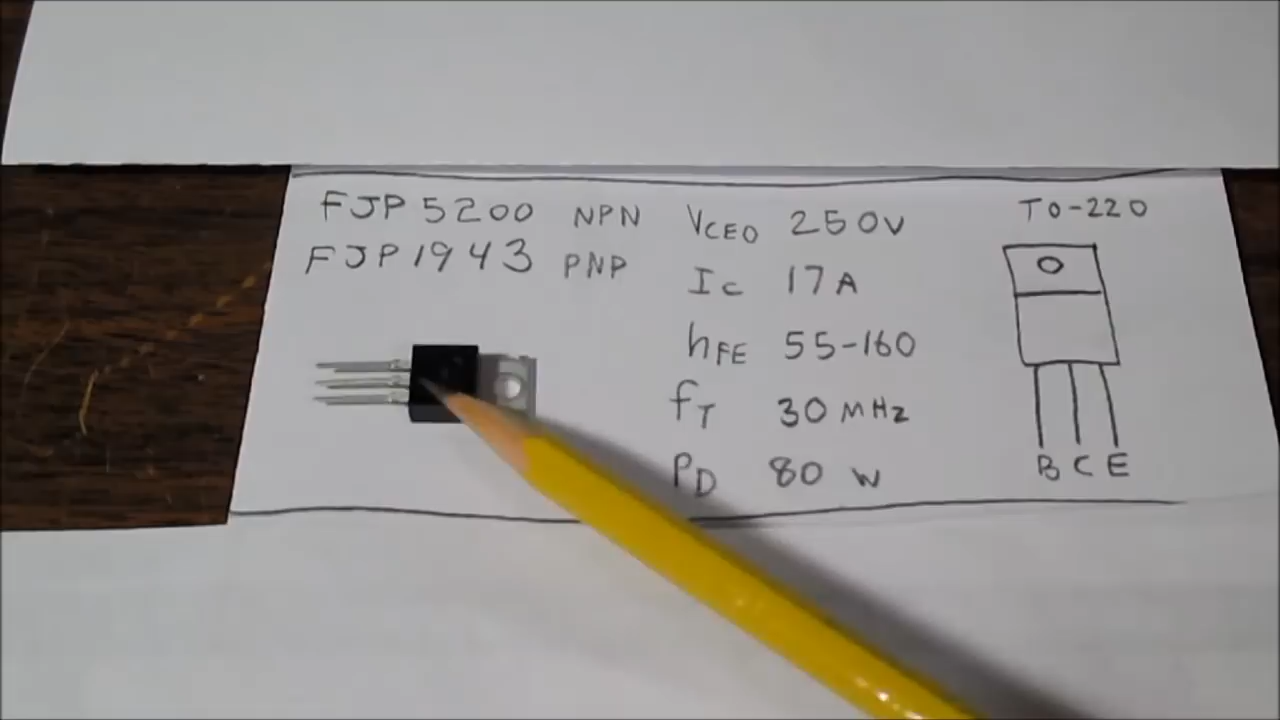 FJP5200 NPN
FJP1943 PNP
VCEO 250V
IC 17A
hFE 55-160
fT 30 MHz
PD 80 W
TO-220
B C E